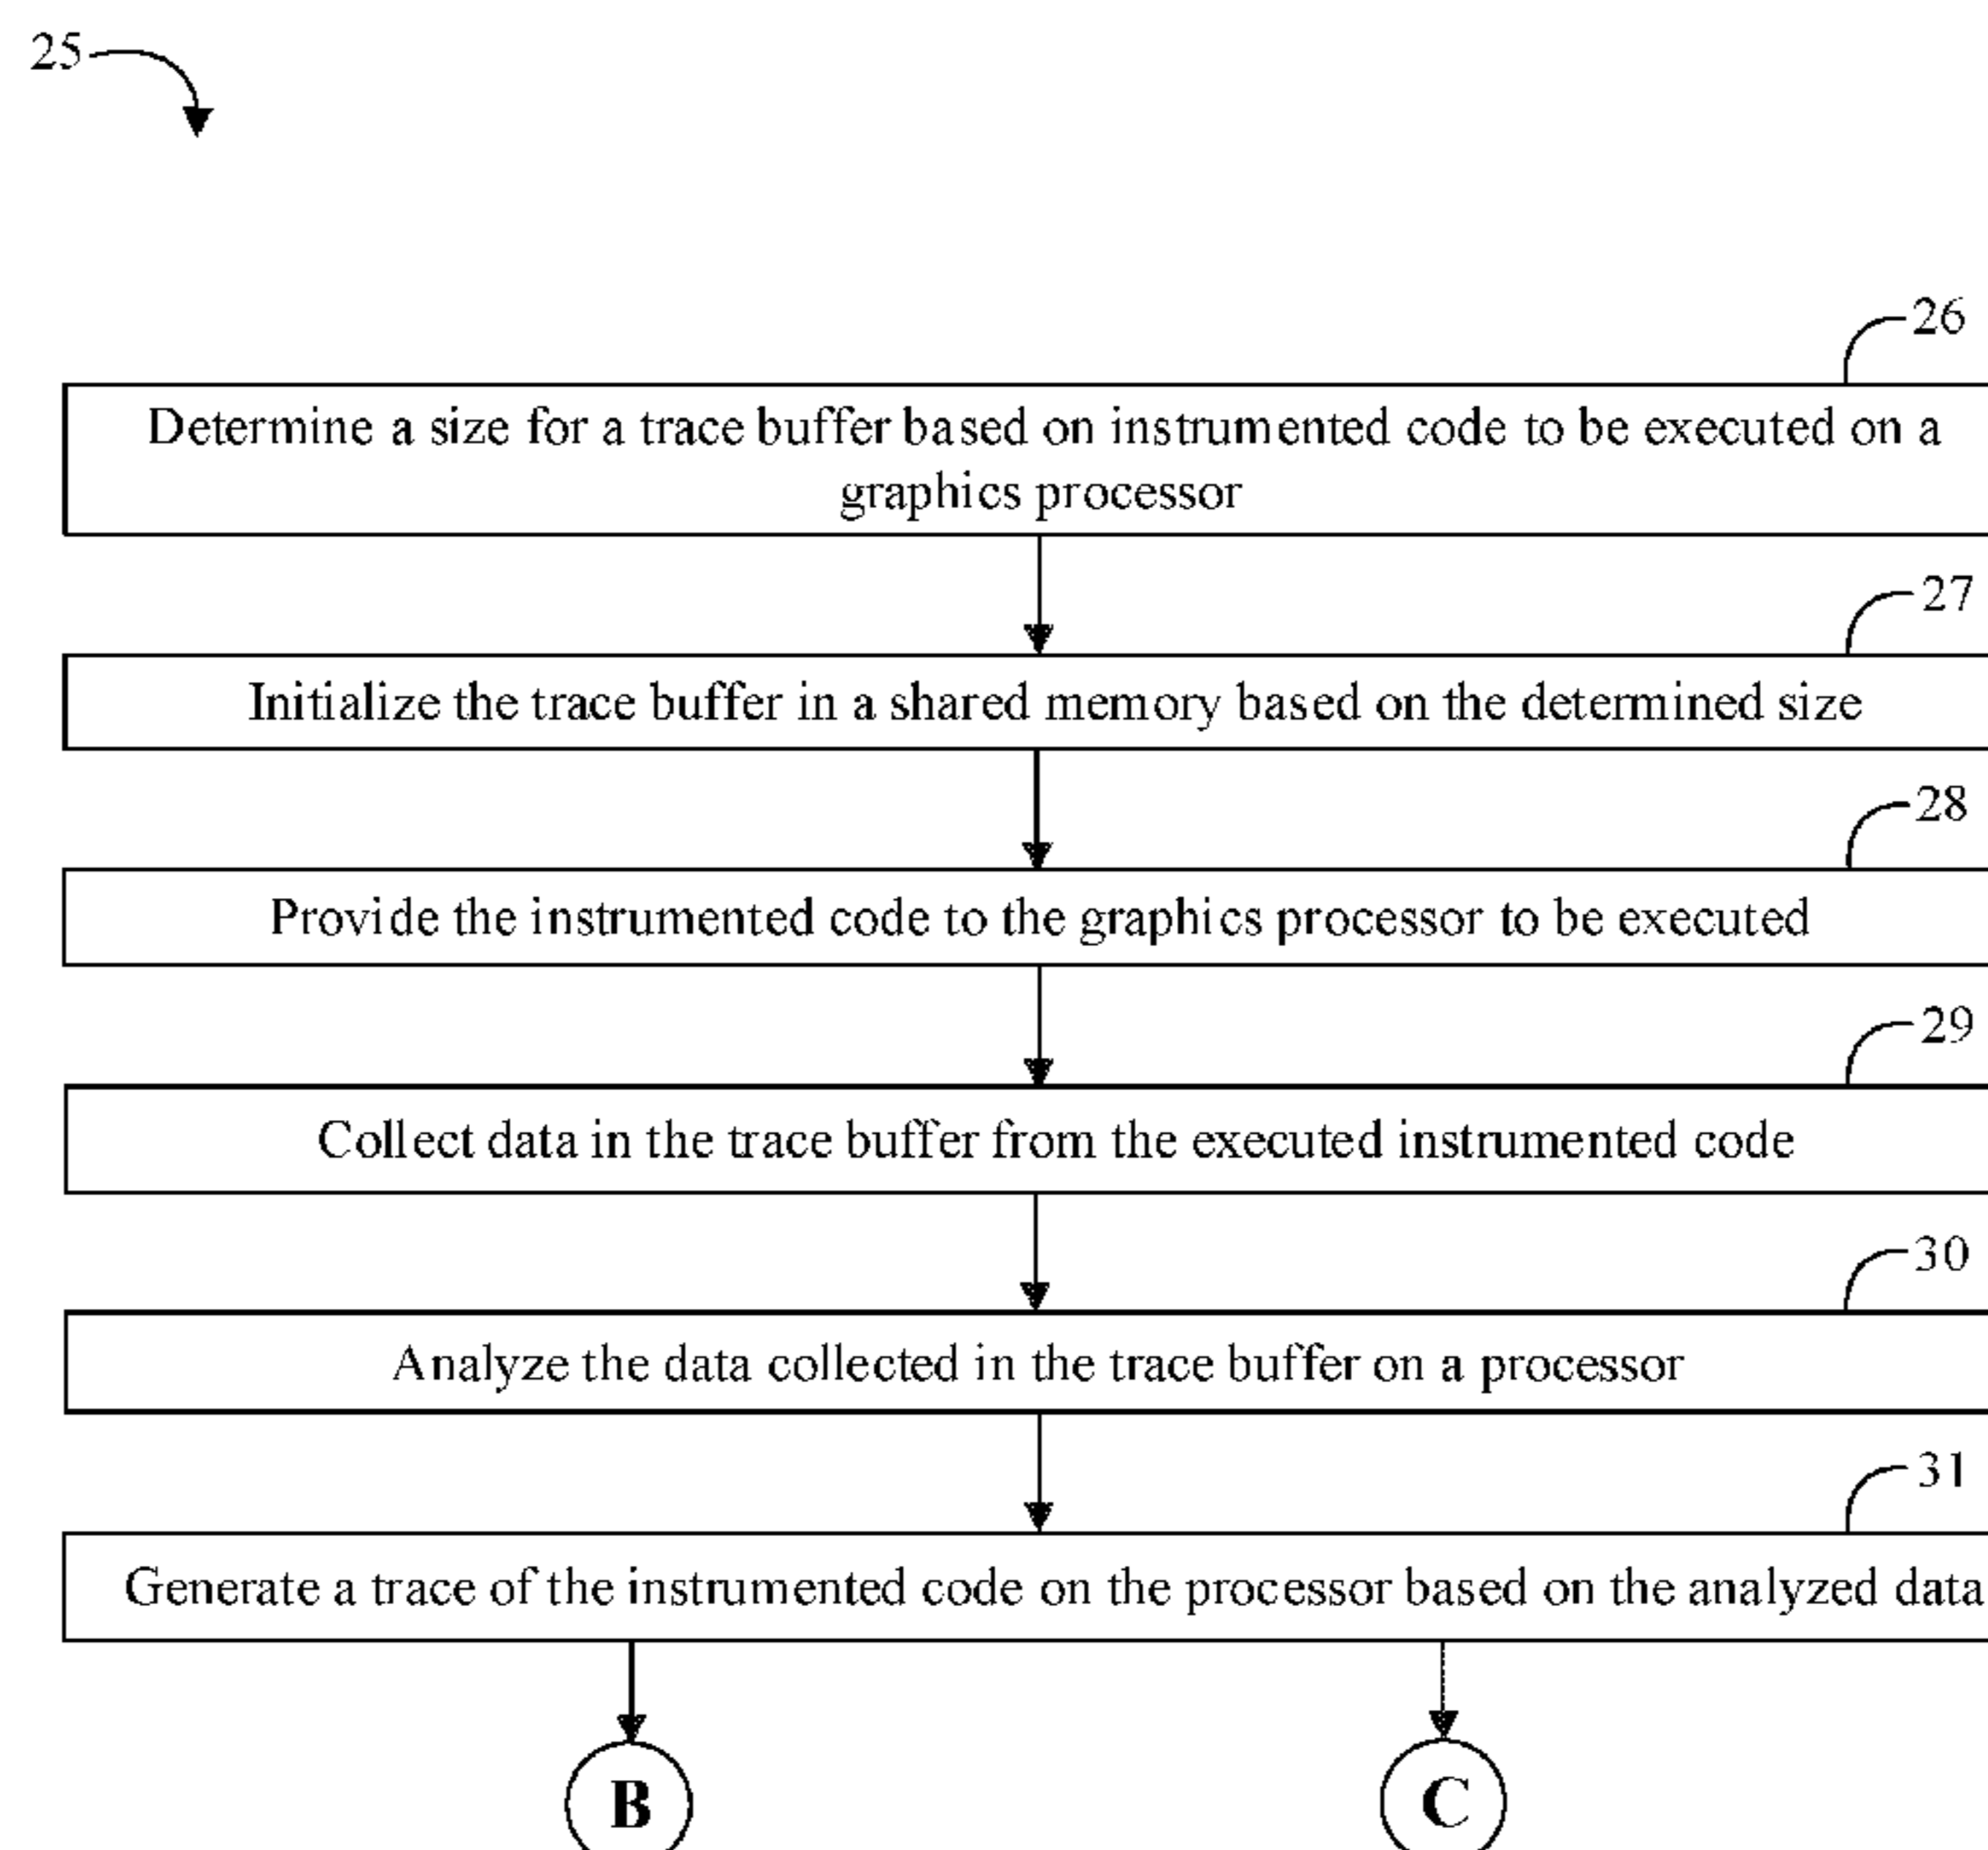 25
26
Determine a size for a trace buffer based on instrumented code to be executed on a
graphics processor
27
Initialize the trace buffer in a shared memory based on the determined size
28
Provide the instrumented code to the graphics processor to be executed
29
Collect data in the trace buffer from the executed instrumented code
30
Analyze the data collected in the trace buffer on a processor
31
Generate a trace of the instrumented code on the processor based on the analyzed data
B
C